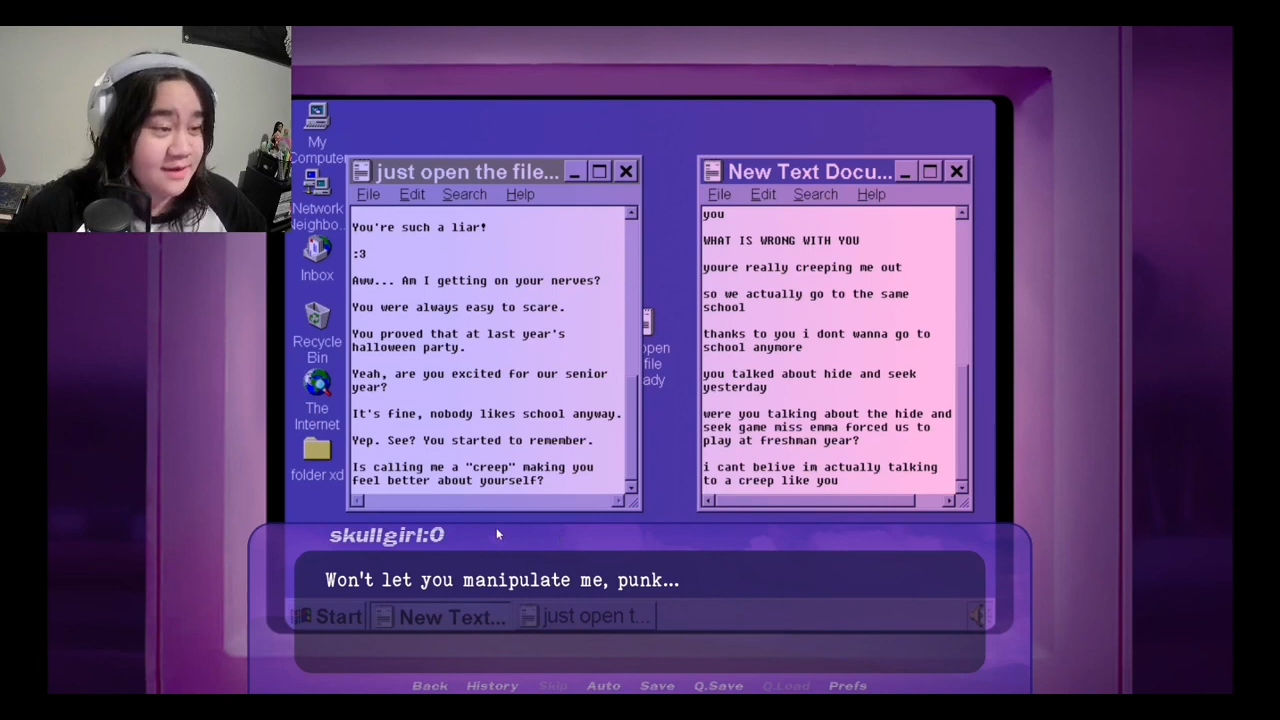 My
Computer
Network
Neighbo...
Inbox
Recycle
Bin
The
Internet
folder xd
just open the file...
File Edit Search Help
You're such a liar!
:3
Aww... Am I getting on your nerves?
You were always easy to scare.
You proved that at last year's
halloween party.
Yeah, are you excited for our senior
year?
It's fine, nobody likes school anyway.
Yep. See? You started to remember.
Is calling me a "creep" making you
feel better about yourself?
open
file
ady
New Text Docu...
File Edit Search Help
you
WHAT IS WRONG WITH YOU
youre really creeping me out
so we actually go to the same
school
thanks to you i dont wanna go to
school anymore
you talked about hide and seek
yesterday
were you talking about the hide and
seek game miss emma forced us to
play at freshman year?
i cant belive im actually talking
to a creep like you
skullgirl:0
Won't let you manipulate me, punk...
Start New Text... just open t...
Back History Skip Auto Save Q.Save Q.Load Prefs